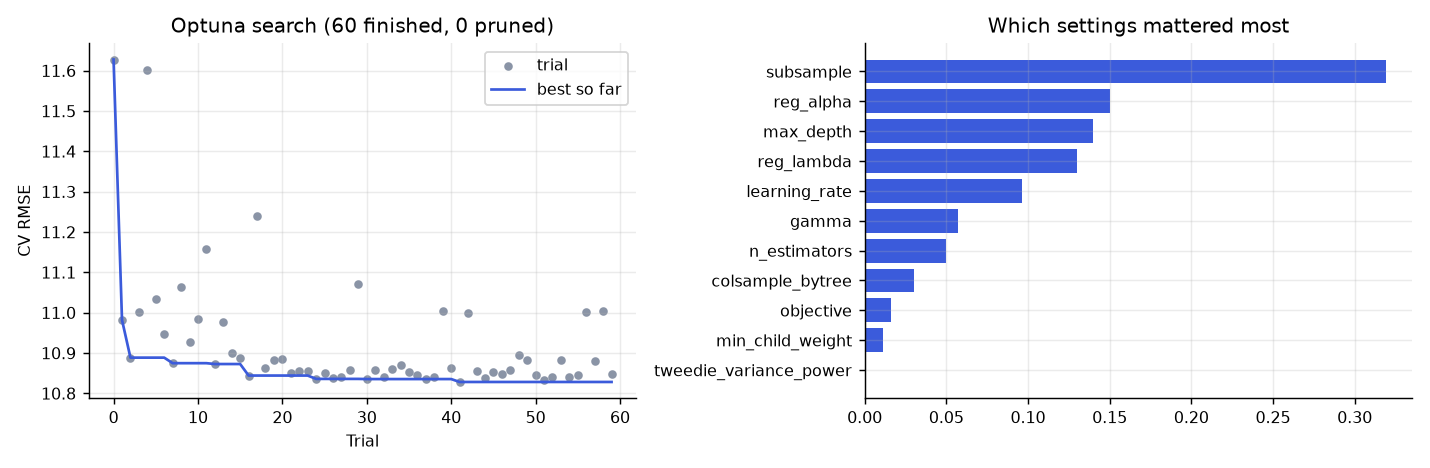 Optuna search (60 finished, 0 pruned)
trial
best so far
CV RMSE
11.6
11.5
11.4
11.3
11.2
11.1
11.0
10.9
10.8
0 10 20 30 40 50 60
Trial
Which settings mattered most
subsample
reg_alpha
max_depth
reg_lambda
learning_rate
gamma
n_estimators
colsample_bytree
objective
min_child_weight
tweedie_variance_power
0.00 0.05 0.10 0.15 0.20 0.25 0.30